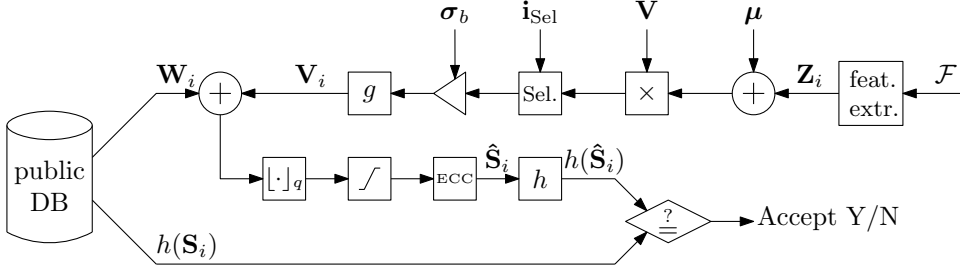 σ_b i_Sel V μ
W_i + V_i g Sel. × + Z_i feat. extr. F
public DB
⌊·⌉_q ECC Ŝ_i h h(Ŝ_i)
≟ Accept Y/N
h(S_i)